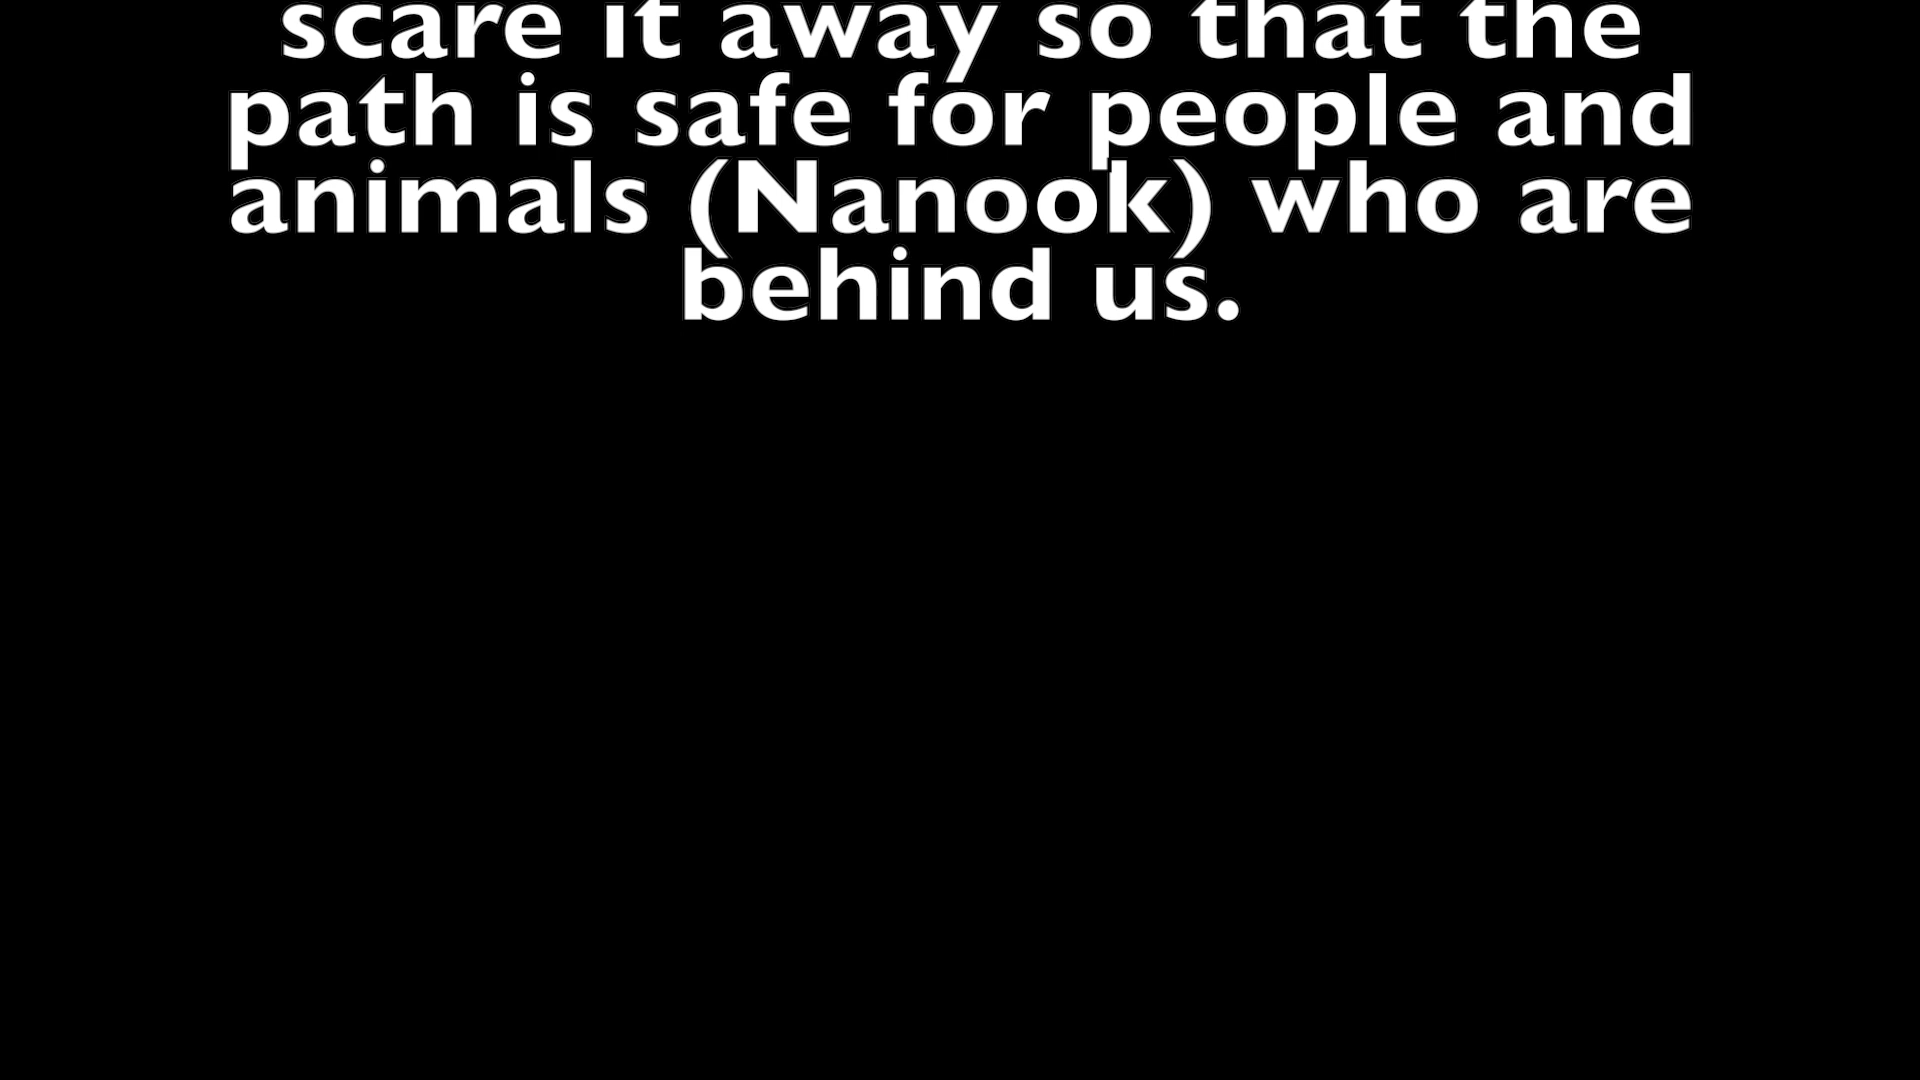 scare it away so that the
path is safe for people and
animals (Nanook) who are
behind us.